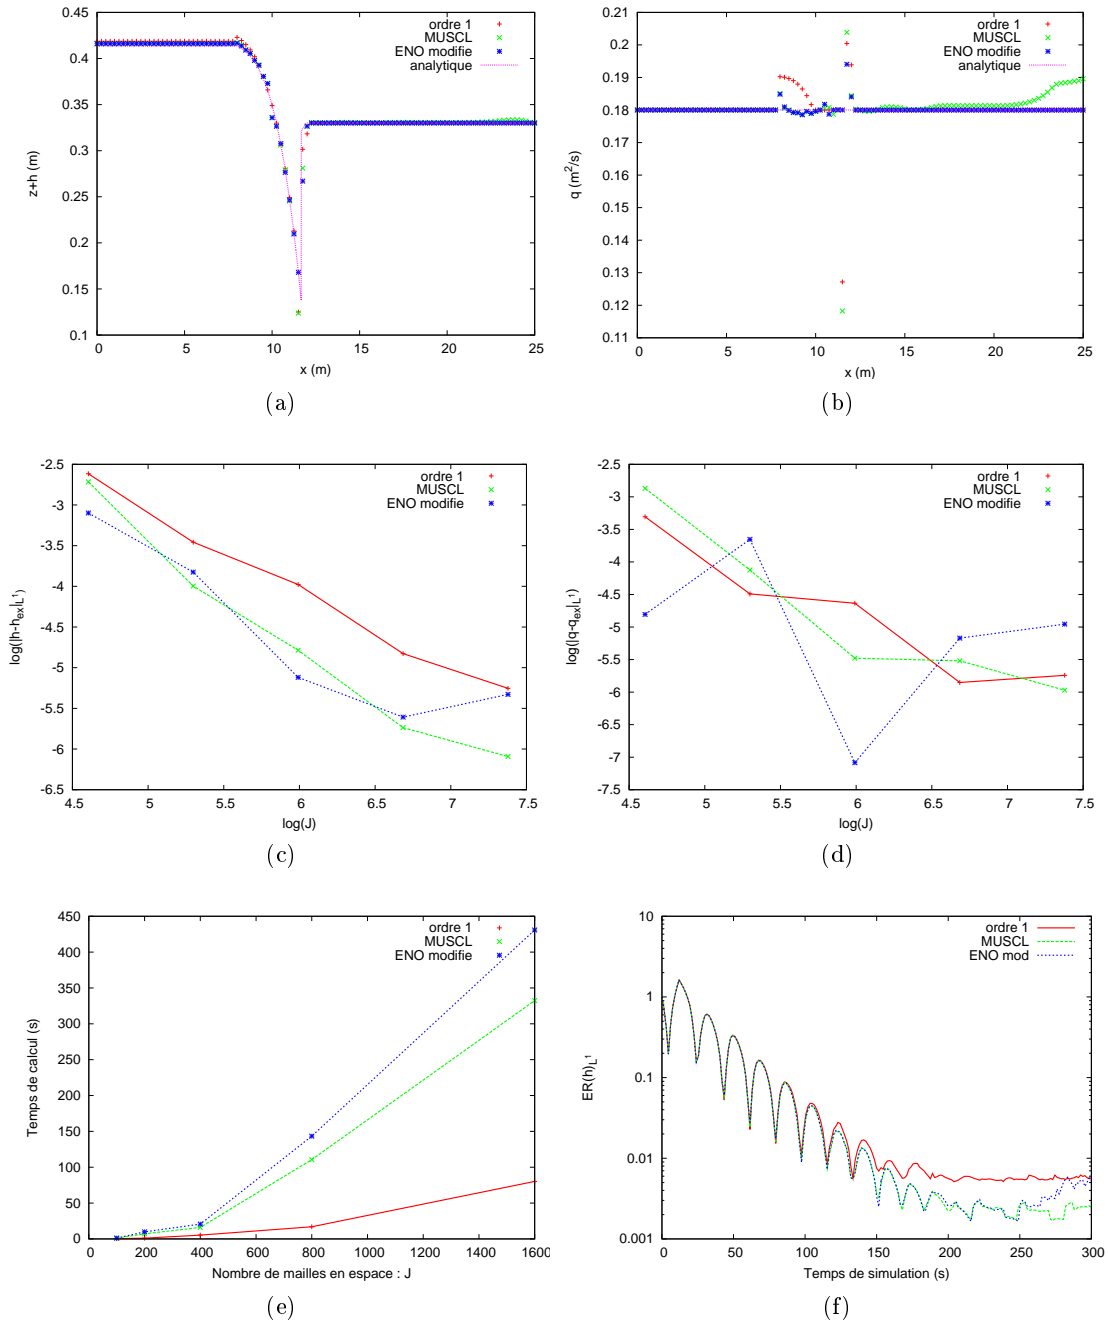 z+h (m)
0.45
0.4
0.35
0.3
0.25
0.2
0.15
0.1
0 5 10 15 20 25
x (m)
ordre 1
MUSCL
ENO modifie
analytique
(a)
q (m²/s)
0.21
0.2
0.19
0.18
0.17
0.16
0.15
0.14
0.13
0.12
0.11
0 5 10 15 20 25
x (m)
ordre 1
MUSCL
ENO modifie
analytique
(b)
log(|h-h_ex|_L¹)
-2.5
-3
-3.5
-4
-4.5
-5
-5.5
-6
-6.5
4.5 5 5.5 6 6.5 7 7.5
log(J)
ordre 1
MUSCL
ENO modifie
(c)
log(|q-q_ex|_L¹)
-2.5
-3
-3.5
-4
-4.5
-5
-5.5
-6
-6.5
-7
-7.5
4.5 5 5.5 6 6.5 7 7.5
log(J)
ordre 1
MUSCL
ENO modifie
(d)
Temps de calcul (s)
450
400
350
300
250
200
150
100
50
0
0 200 400 600 800 1000 1200 1400 1600
Nombre de mailles en espace : J
ordre 1
MUSCL
ENO modifie
(e)
ER(h)_L¹
10
1
0.1
0.01
0.001
0 50 100 150 200 250 300
Temps de simulation (s)
ordre 1
MUSCL
ENO mod
(f)